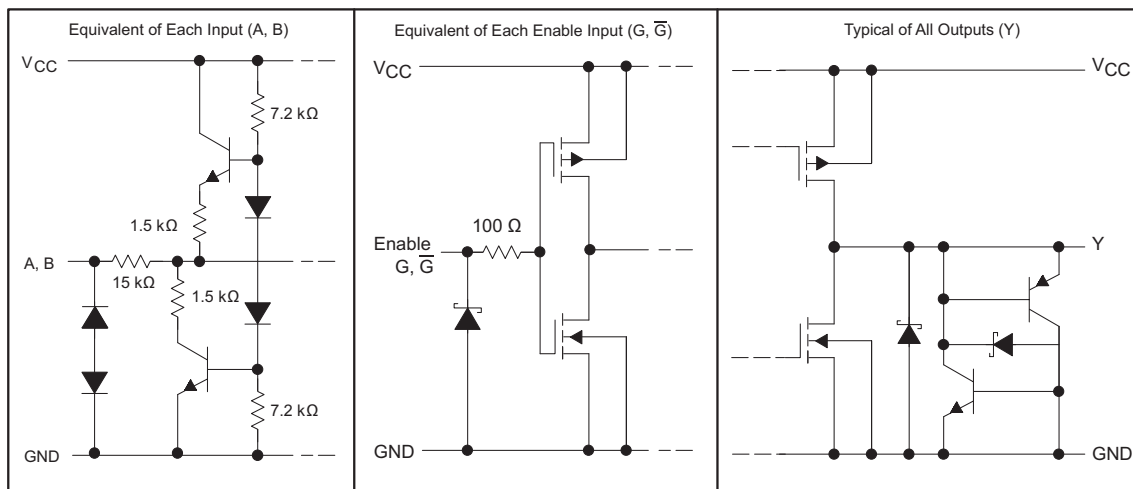 Equivalent of Each Input (A, B)
VCC
7.2 kΩ
1.5 kΩ
A, B
15 kΩ
1.5 kΩ
7.2 kΩ
GND
Equivalent of Each Enable Input (G, G̅)
VCC
100 Ω
Enable
G, G̅
GND
Typical of All Outputs (Y)
VCC
Y
GND